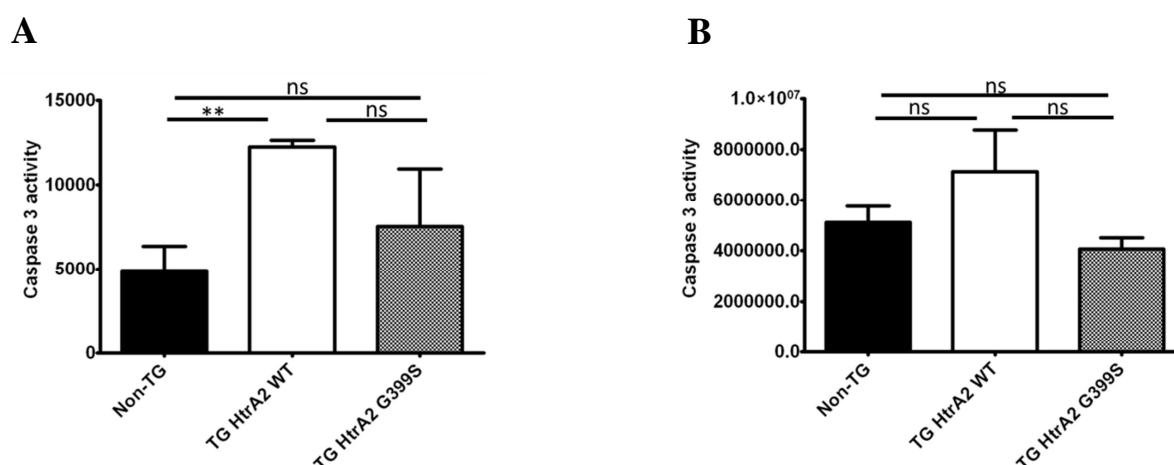 A
ns
**
ns
15000
10000
5000
0
Caspase 3 activity
Non-TG
TG HtrA2 WT
TG HtrA2 G399S
B
ns
ns
ns
1.0×10⁰⁷
8000000.0
6000000.0
4000000.0
2000000.0
0.0
Caspase 3 activity
Non-TG
TG HtrA2 WT
TG HtrA2 G399S